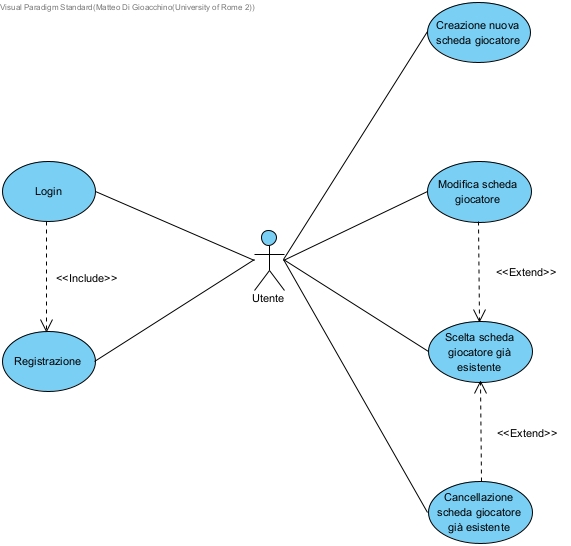 Visual Paradigm Standard(Matteo Di Gioacchino(University of Rome 2))
Creazione nuova
scheda giocatore
Login
Modifica scheda
giocatore
<<Include>>
<<Extend>>
Utente
Registrazione
Scelta scheda
giocatore già
esistente
<<Extend>>
Cancellazione
scheda giocatore
già esistente